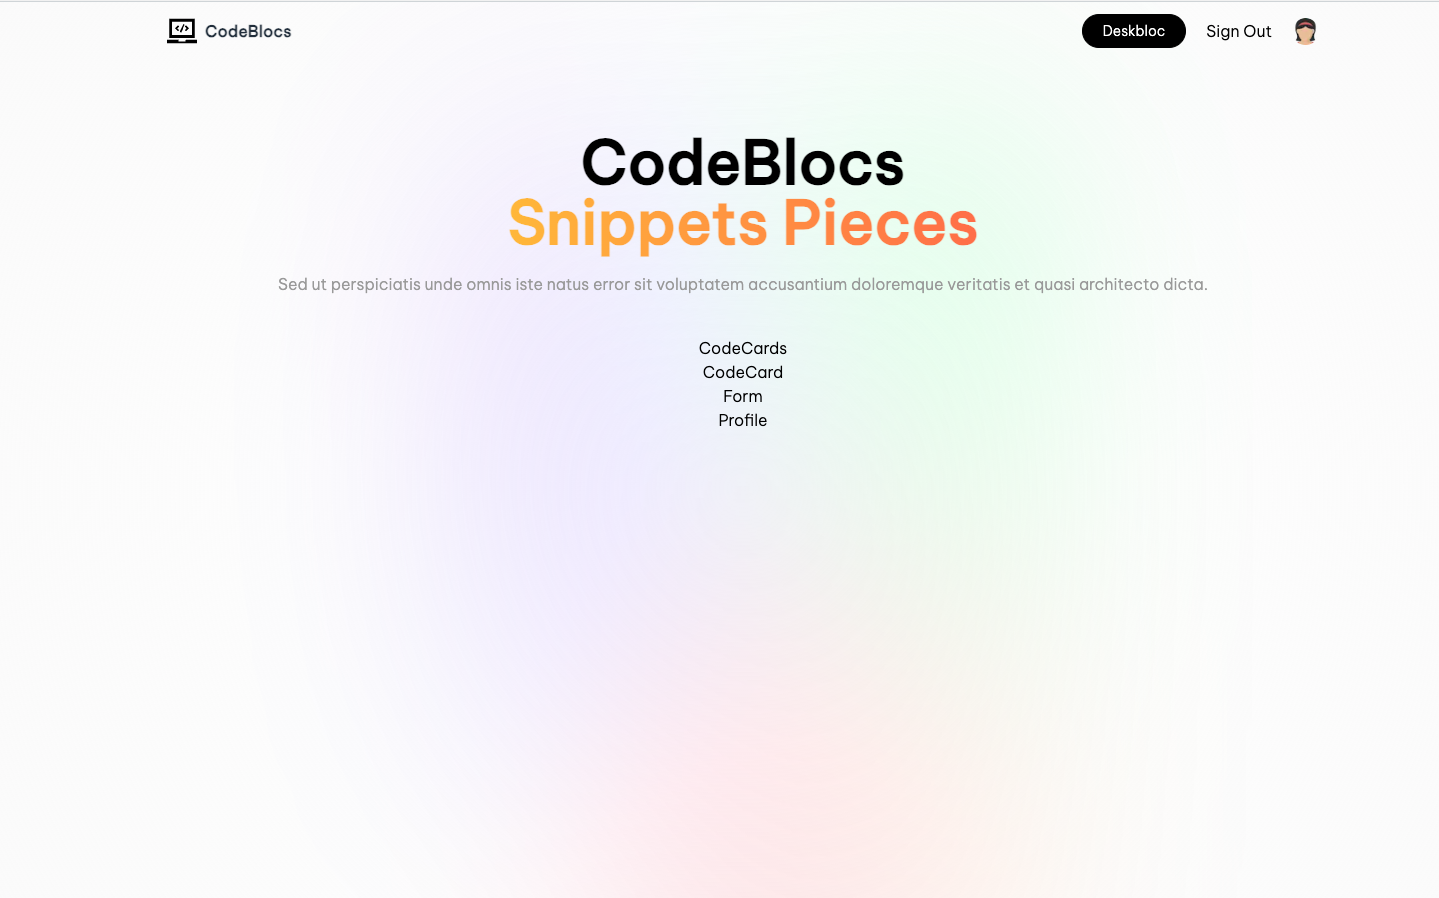 CodeBlocs
Deskbloc
Sign Out
CodeBlocs
Snippets Pieces
Sed ut perspiciatis unde omnis iste natus error sit voluptatem accusantium doloremque veritatis et quasi architecto dicta.
CodeCards
CodeCard
Form
Profile